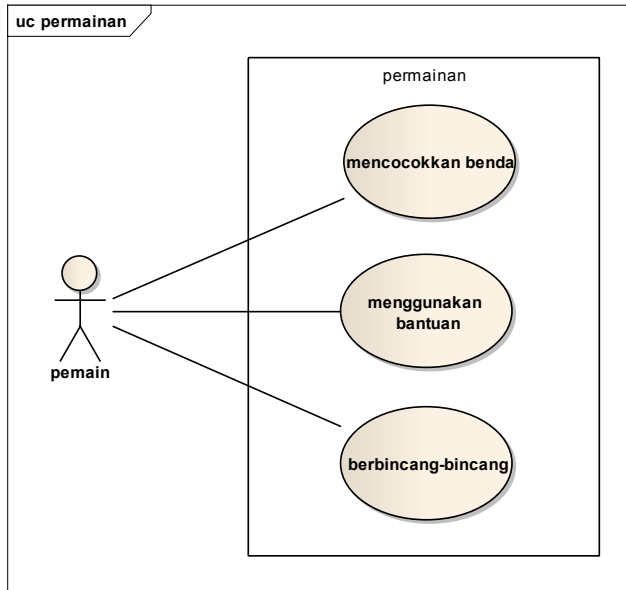 uc permainan
permainan
mencocokkan benda
menggunakan
bantuan
pemain
berbincang-bincang